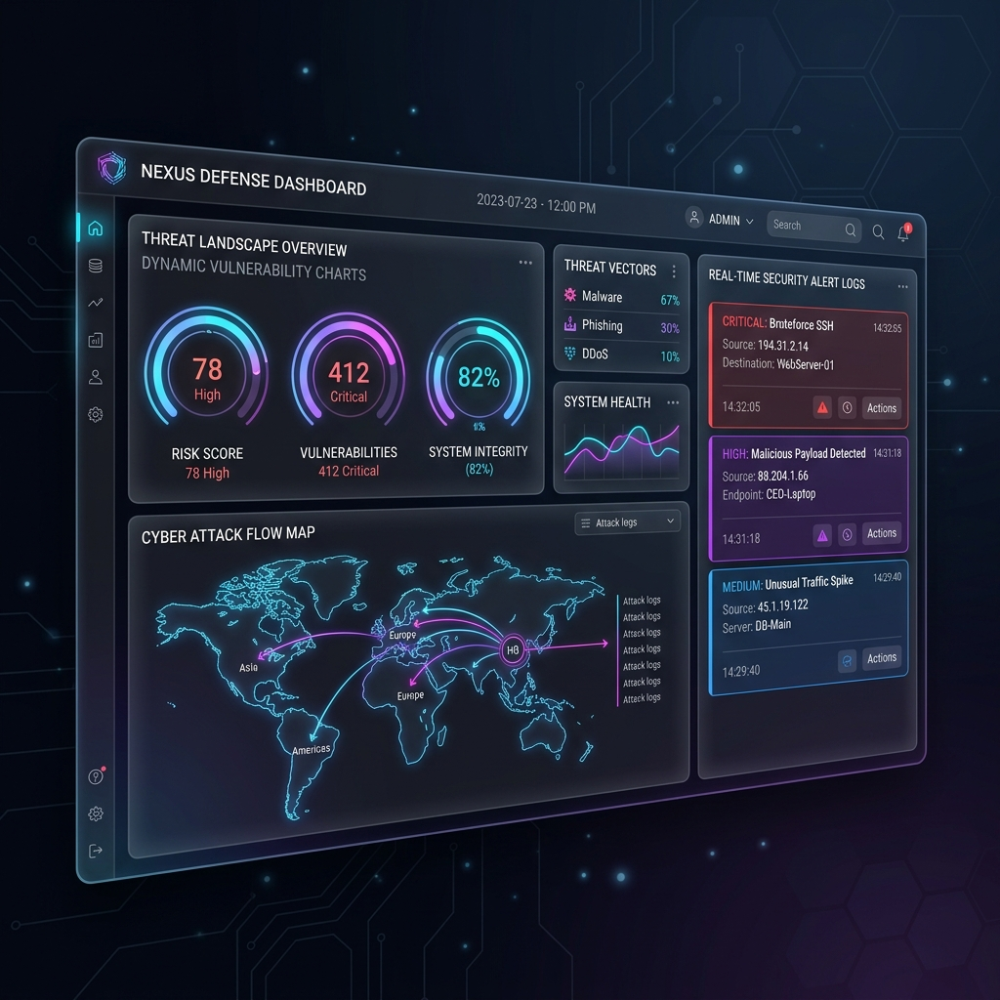 NEXUS DEFENSE DASHBOARD
2023-07-23 - 12:00 PM
ADMIN
Search
THREAT LANDSCAPE OVERVIEW
DYNAMIC VULNERABILITY CHARTS
78
High
412
Critical
82%
RISK SCORE
78 High
VULNERABILITIES
412 Critical
SYSTEM INTEGRITY
(82%)
THREAT VECTORS
Malware 67%
Phishing 30%
DDoS 10%
SYSTEM HEALTH
CYBER ATTACK FLOW MAP
Attack legs
Europe
Asia
Europe
Americes
Attack logs
Attack logs
Attack logs
Attack logs
Attack logs
Attack logs
Attack logs
REAL-TIME SECURITY ALERT LOGS
CRITICAL: Bruteforce SSH 14:32:55
Source: 194.31.2.14
Destination: WebServer-01
14:32:05 Actions
HIGH: Malicious Payload Detected 14:31:18
Source: 88.204.1.66
Endpoint: CEO-Laptop
14:31:18 Actions
MEDIUM: Unusual Traffic Spike 14:29:40
Source: 45.1.19.122
Server: DB-Main
14:29:40 Actions